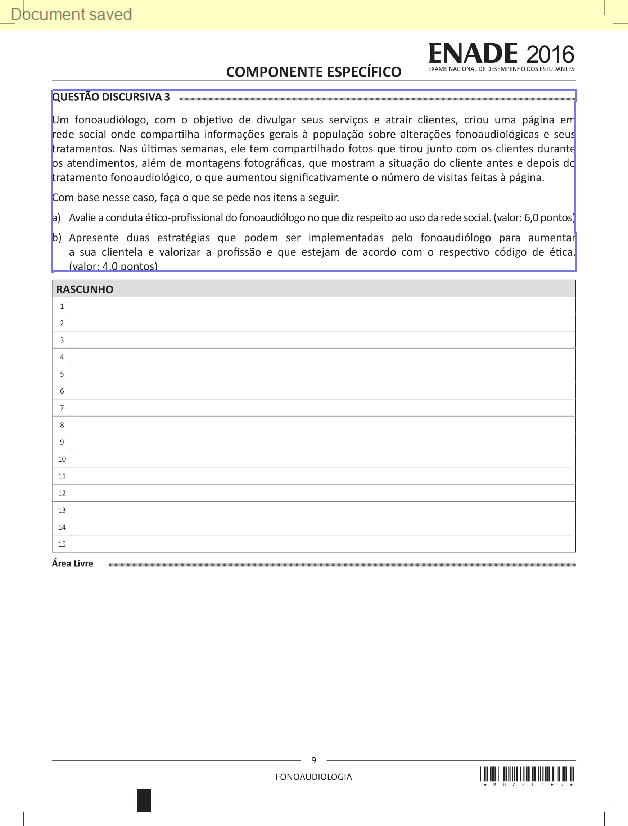 Document saved
ENADE 2016
EXAME NACIONAL DE DESEMPENHO DOS ESTUDANTES
COMPONENTE ESPECÍFICO
QUESTÃO DISCURSIVA 3
Um fonoaudiólogo, com o objetivo de divulgar seus serviços e atrair clientes, criou uma página em
rede social onde compartilha informações gerais à população sobre alterações fonoaudiológicas e seus
tratamentos. Nas últimas semanas, ele tem compartilhado fotos que tirou junto com os clientes durante
os atendimentos, além de montagens fotográficas, que mostram a situação do cliente antes e depois do
tratamento fonoaudiológico, o que aumentou significativamente o número de visitas feitas à página.
Com base nesse caso, faça o que se pede nos itens a seguir.
a) Avalie a conduta ético-profissional do fonoaudiólogo no que diz respeito ao uso da rede social. (valor: 6,0 pontos)
b) Apresente duas estratégias que podem ser implementadas pelo fonoaudiólogo para aumentar
a sua clientela e valorizar a profissão e que estejam de acordo com o respectivo código de ética.
(valor: 4,0 pontos)
RASCUNHO
1
2
3
4
5
6
7
8
9
10
11
12
13
14
15
Área Livre
9
FONOAUDIOLOGIA